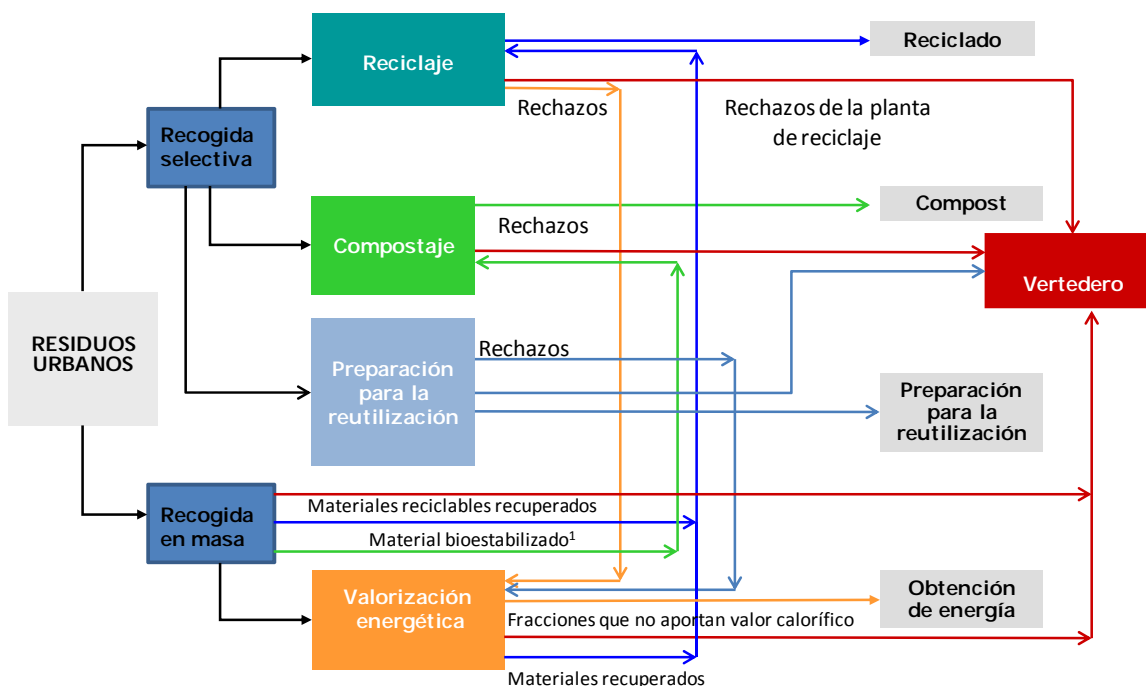 Reciclaje
Reciclado
Rechazos
Rechazos de la planta
de reciclaje
Recogida
selectiva
Compostaje
Rechazos
Compost
Vertedero
RESIDUOS
URBANOS
Rechazos
Preparación
para la
reutilización
Preparación
para la
reutilización
Recogida
en masa
Materiales reciclables recuperados
Material bioestabilizado¹
Valorización
energética
Obtención
de energía
Fracciones que no aportan valor calorífico
Materiales recuperados